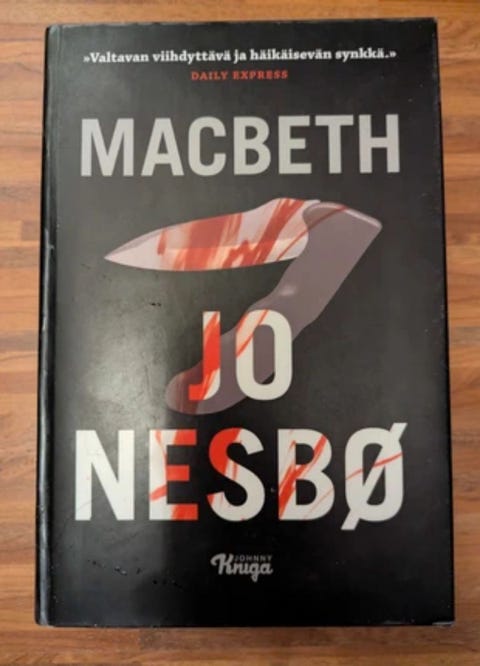 »Valtavan viihdyttävä ja häikäisevän synkkä.»
DAILY EXPRESS
MACBETH
JO
NESBØ
JOHNNY
Kniga